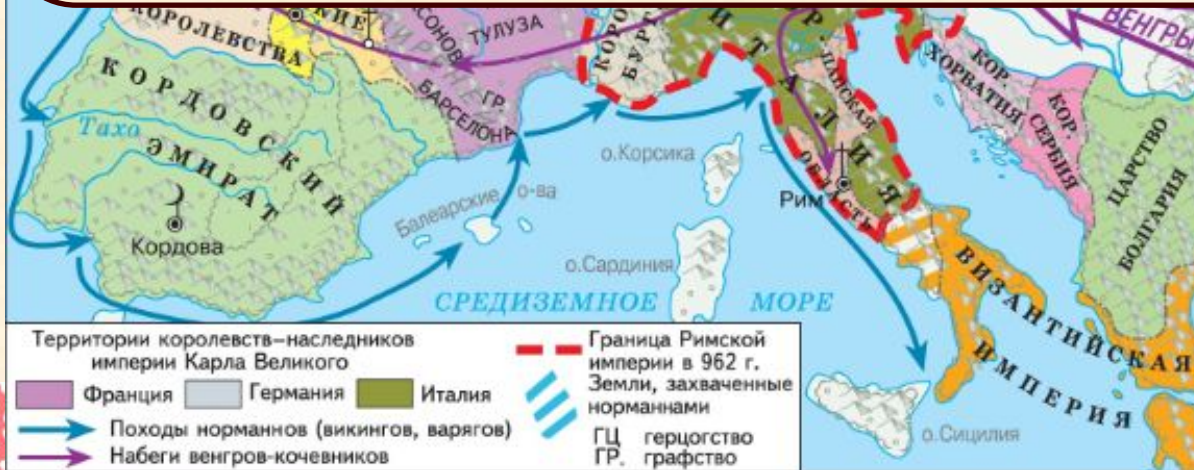 КОРОЛЕВСТВА
ТУЛУЗА
ГР.
БАРСЕЛОНА
КОРДОВСКИЙ
ЭМИРАТ
Тахо
Кордова
Балеарские о-ва
о.Корсика
о.Сардиния
ИТАЛИЯ
ПАПСКАЯ
ОБЛАСТЬ
Рим
ВЕНГРЫ
КОР.
ХОРВАТИЯ
КОР.
СЕРБИЯ
ЦАРСТВО
БОЛГАРИЯ
ВИЗАНТИЙСКАЯ
ИМПЕРИЯ
СРЕДИЗЕМНОЕ МОРЕ
о.Сицилия
Территории королевств–наследников
империи Карла Великого
Франция Германия Италия
Походы норманнов (викингов, варягов)
Набеги венгров-кочевников
Граница Римской
империи в 962 г.
Земли, захваченные
норманнами
ГЦ герцогство
ГР. графство